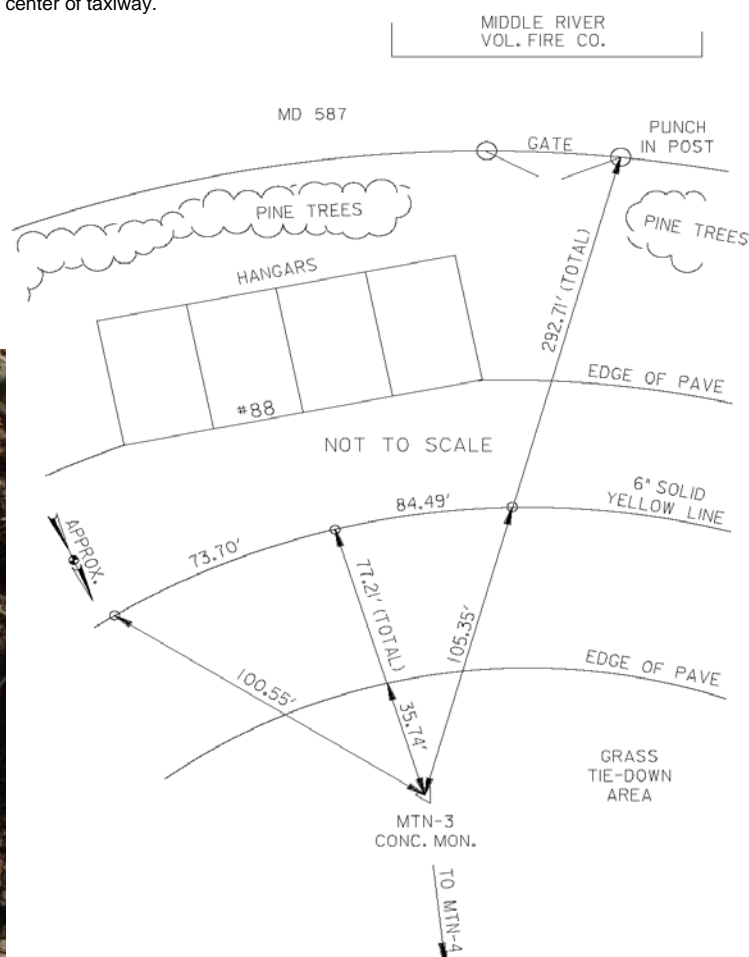 center of taxiway.
MIDDLE RIVER
VOL. FIRE CO.
MD 587
GATE
PUNCH
IN POST
PINE TREES
PINE TREES
HANGARS
292.71' (TOTAL)
EDGE OF PAVE
#88
NOT TO SCALE
6" SOLID
YELLOW LINE
84.49'
73.70'
APPROX.
77.21' (TOTAL)
105.35'
EDGE OF PAVE
100.55'
35.74'
GRASS
TIE-DOWN
AREA
MTN-3
CONC. MON.
TO MTN-4